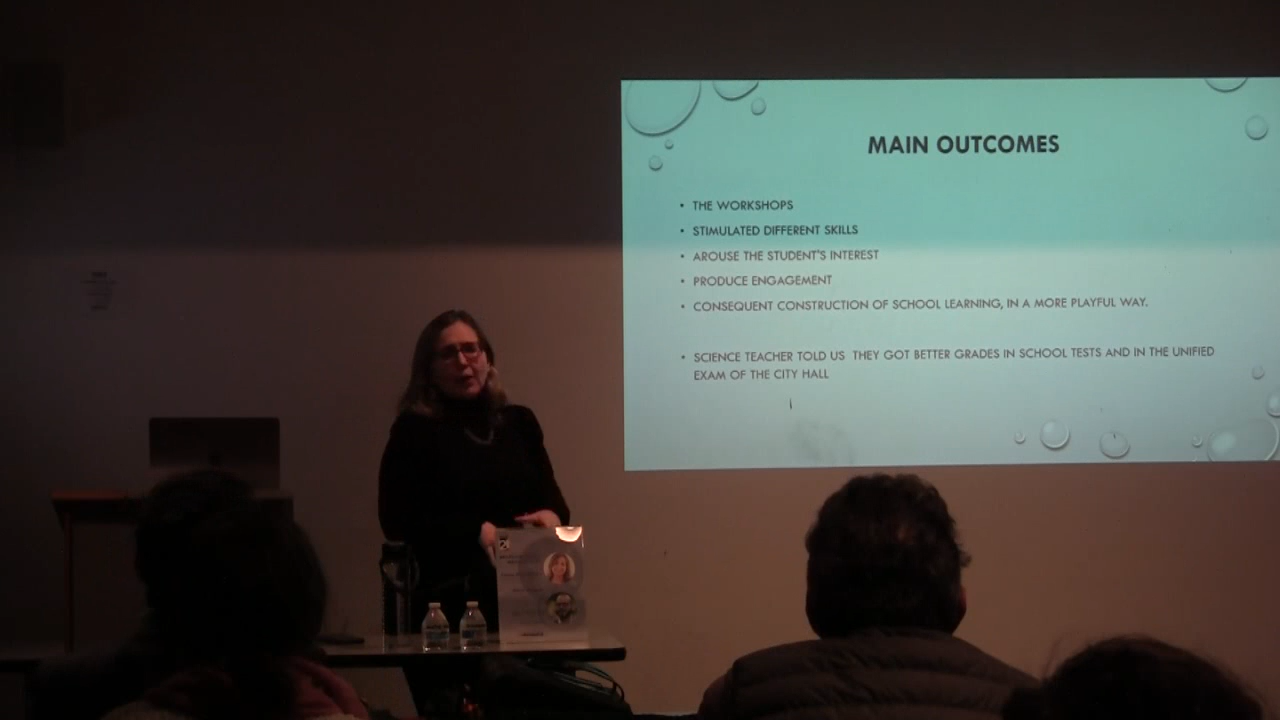 MAIN OUTCOMES
• THE WORKSHOPS
• STIMULATED DIFFERENT SKILLS
• AROUSE THE STUDENT'S INTEREST
• PRODUCE ENGAGEMENT
• CONSEQUENT CONSTRUCTION OF SCHOOL LEARNING, IN A MORE PLAYFUL WAY.
• SCIENCE TEACHER TOLD US THEY GOT BETTER GRADES IN SCHOOL TESTS AND IN THE UNIFIED
EXAM OF THE CITY HALL